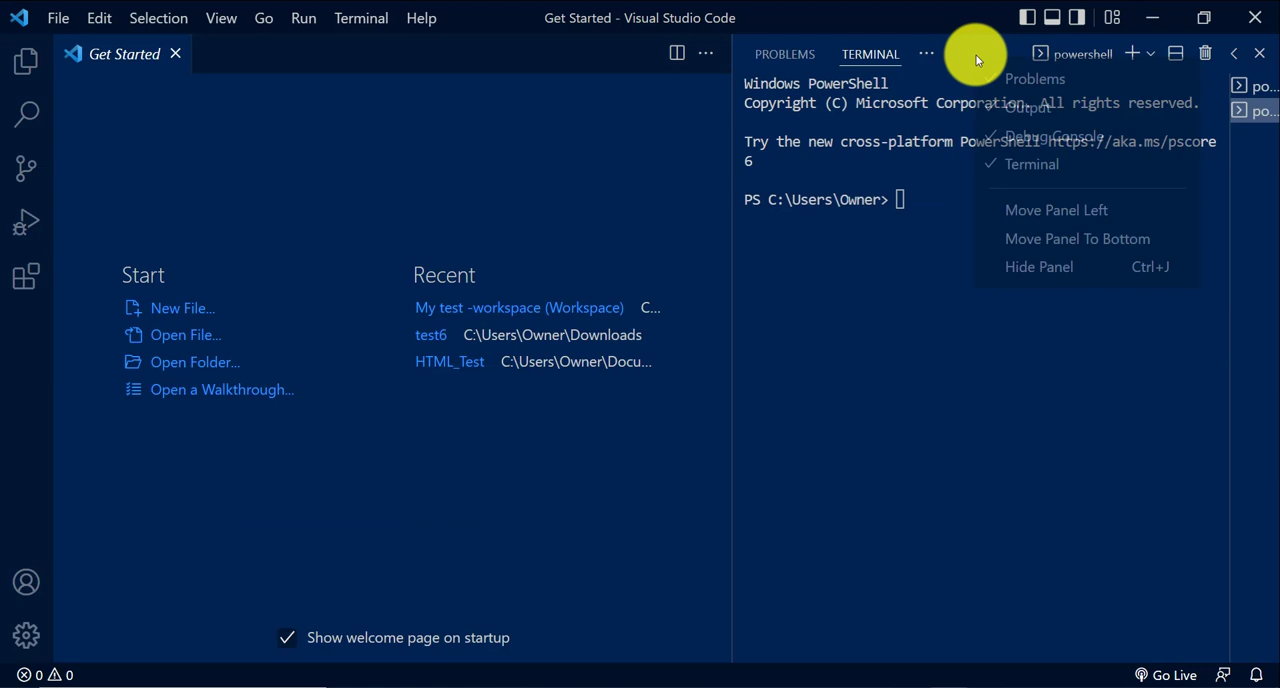 File Edit Selection View Go Run Terminal Help
Get Started - Visual Studio Code
Get Started
PROBLEMS TERMINAL
powershell
Windows PowerShell
Copyright (C) Microsoft Corporation. All rights reserved.
Try the new cross-platform PowerShell https://aka.ms/pscore
6
PS C:\Users\Owner>
po...
po...
Problems
Output
Debug Console
Terminal
Move Panel Left
Move Panel To Bottom
Hide Panel Ctrl+J
Start
New File...
Open File...
Open Folder...
Open a Walkthrough...
Recent
My test -workspace (Workspace) C...
test6 C:\Users\Owner\Downloads
HTML_Test C:\Users\Owner\Docu...
Show welcome page on startup
0 0
Go Live